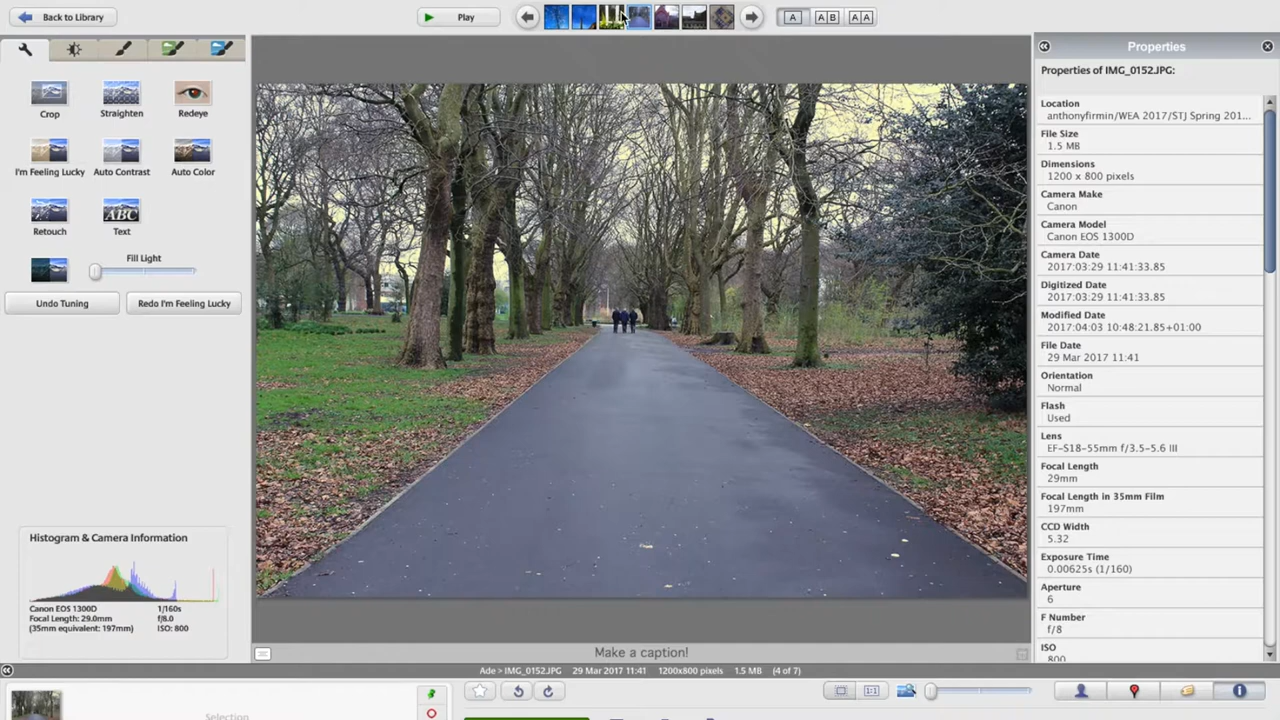 Back to Library
Play
A
AB
AA
Crop
Straighten
Redeye
I'm Feeling Lucky
Auto Contrast
Auto Color
Retouch
ABC
Text
Fill Light
Undo Tuning
Redo I'm Feeling Lucky
Histogram & Camera Information
Canon EOS 1300D 1/160s
Focal Length: 29.0mm f/8.0
(35mm equivalent: 197mm) ISO: 800
Make a caption!
Ade > IMG_0152.JPG 29 Mar 2017 11:41 1200x800 pixels 1.5 MB (4 of 7)
Selection
1:1
Properties
Properties of IMG_0152.JPG:
Location
anthonyfirmin/WEA 2017/STJ Spring 201...
File Size
1.5 MB
Dimensions
1200 x 800 pixels
Camera Make
Canon
Camera Model
Canon EOS 1300D
Camera Date
2017:03:29 11:41:33.85
Digitized Date
2017:03:29 11:41:33.85
Modified Date
2017:04:03 10:48:21.85+01:00
File Date
29 Mar 2017 11:41
Orientation
Normal
Flash
Used
Lens
EF-S18-55mm f/3.5-5.6 III
Focal Length
29mm
Focal Length in 35mm Film
197mm
CCD Width
5.32
Exposure Time
0.00625s (1/160)
Aperture
6
F Number
f/8
ISO
800